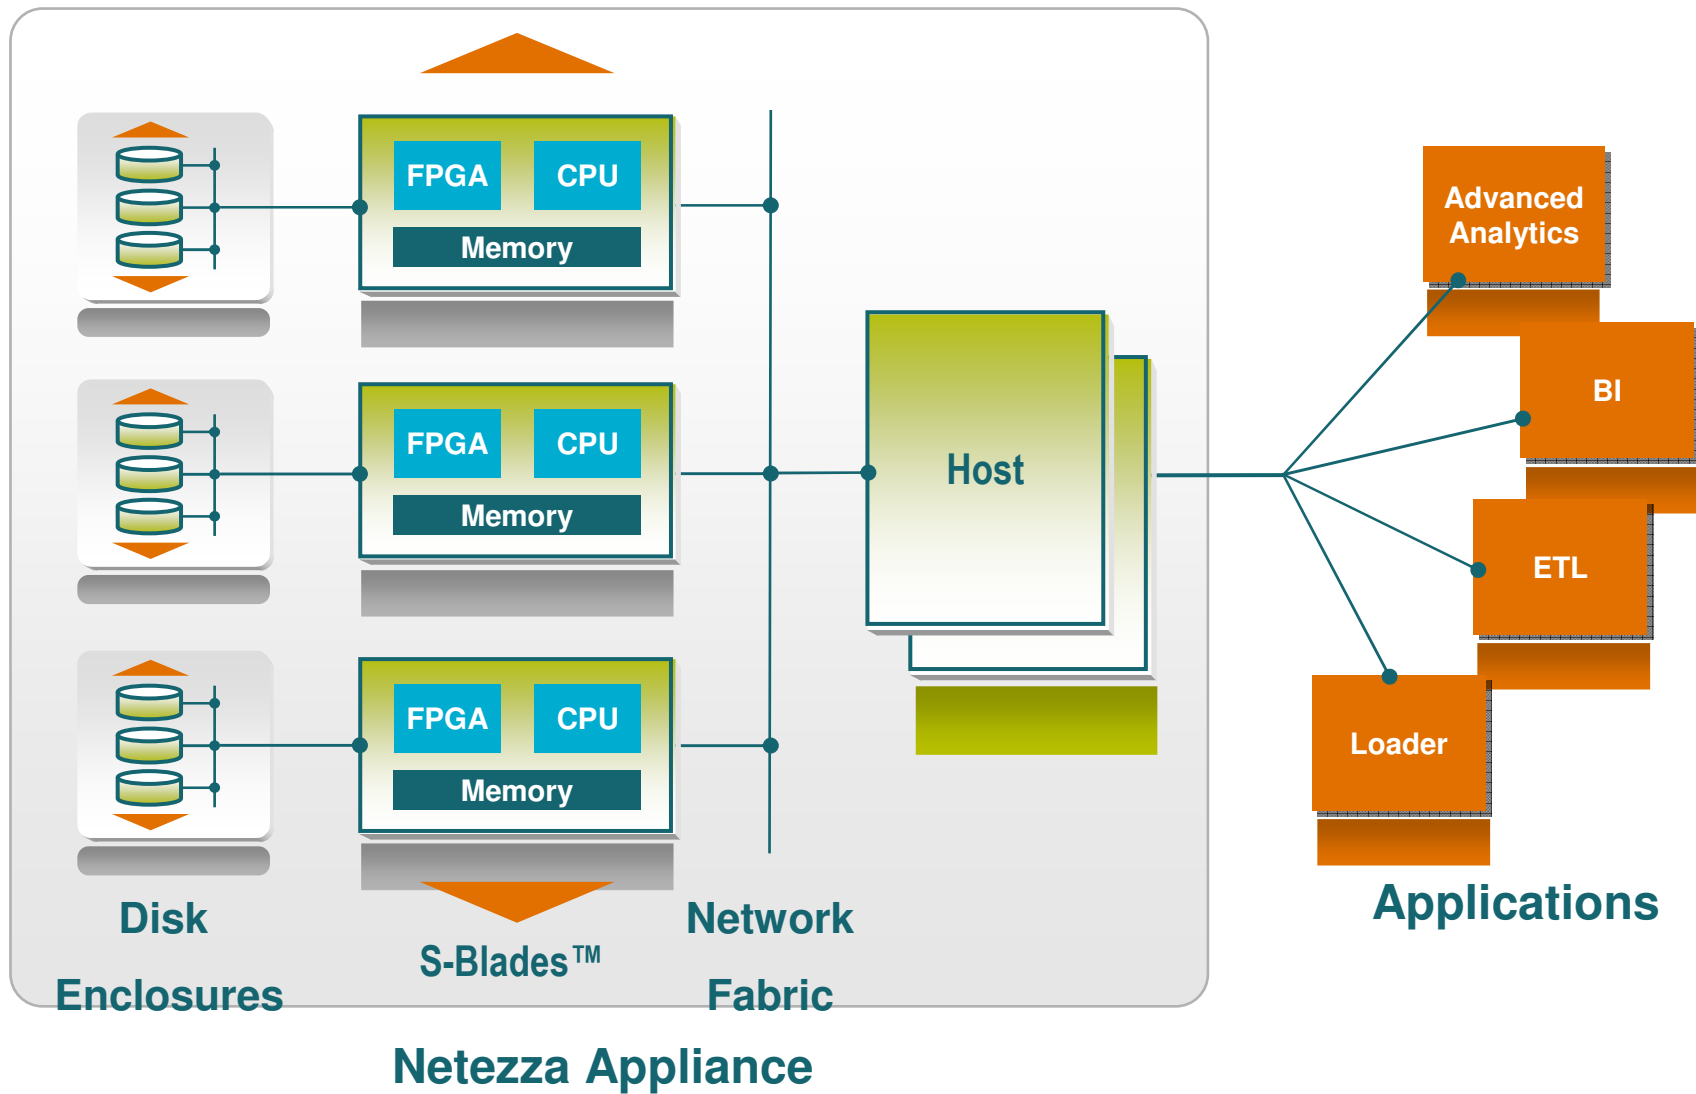 FPGA
CPU
Memory
FPGA
CPU
Memory
FPGA
CPU
Memory
Host
Advanced
Analytics
BI
ETL
Loader
Applications
Disk
Enclosures
S-Blades™
Network
Fabric
Netezza Appliance